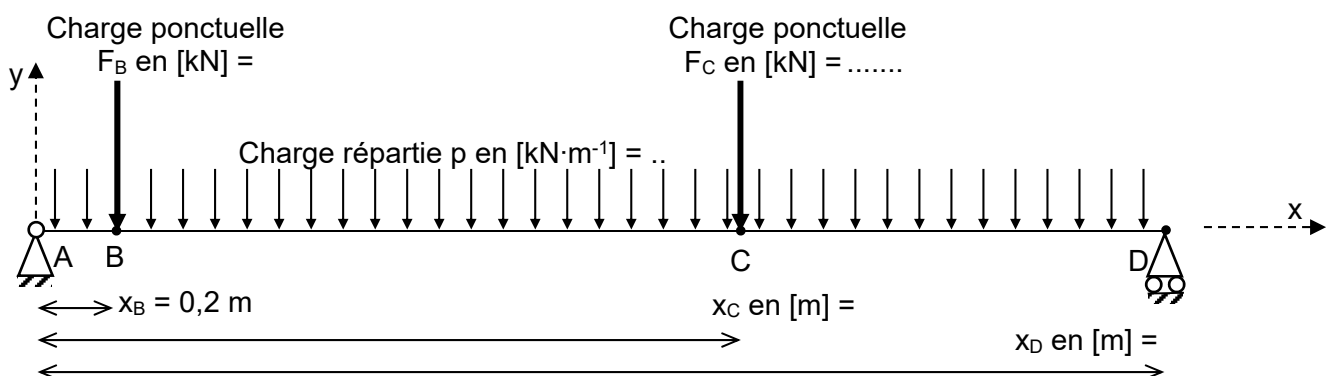 Charge ponctuelle
F_B en [kN] =
Charge ponctuelle
F_C en [kN] = .......
y
Charge répartie p en [kN·m⁻¹] = ..
x
A
B
C
D
x_B = 0,2 m
x_C en [m] =
x_D en [m] =